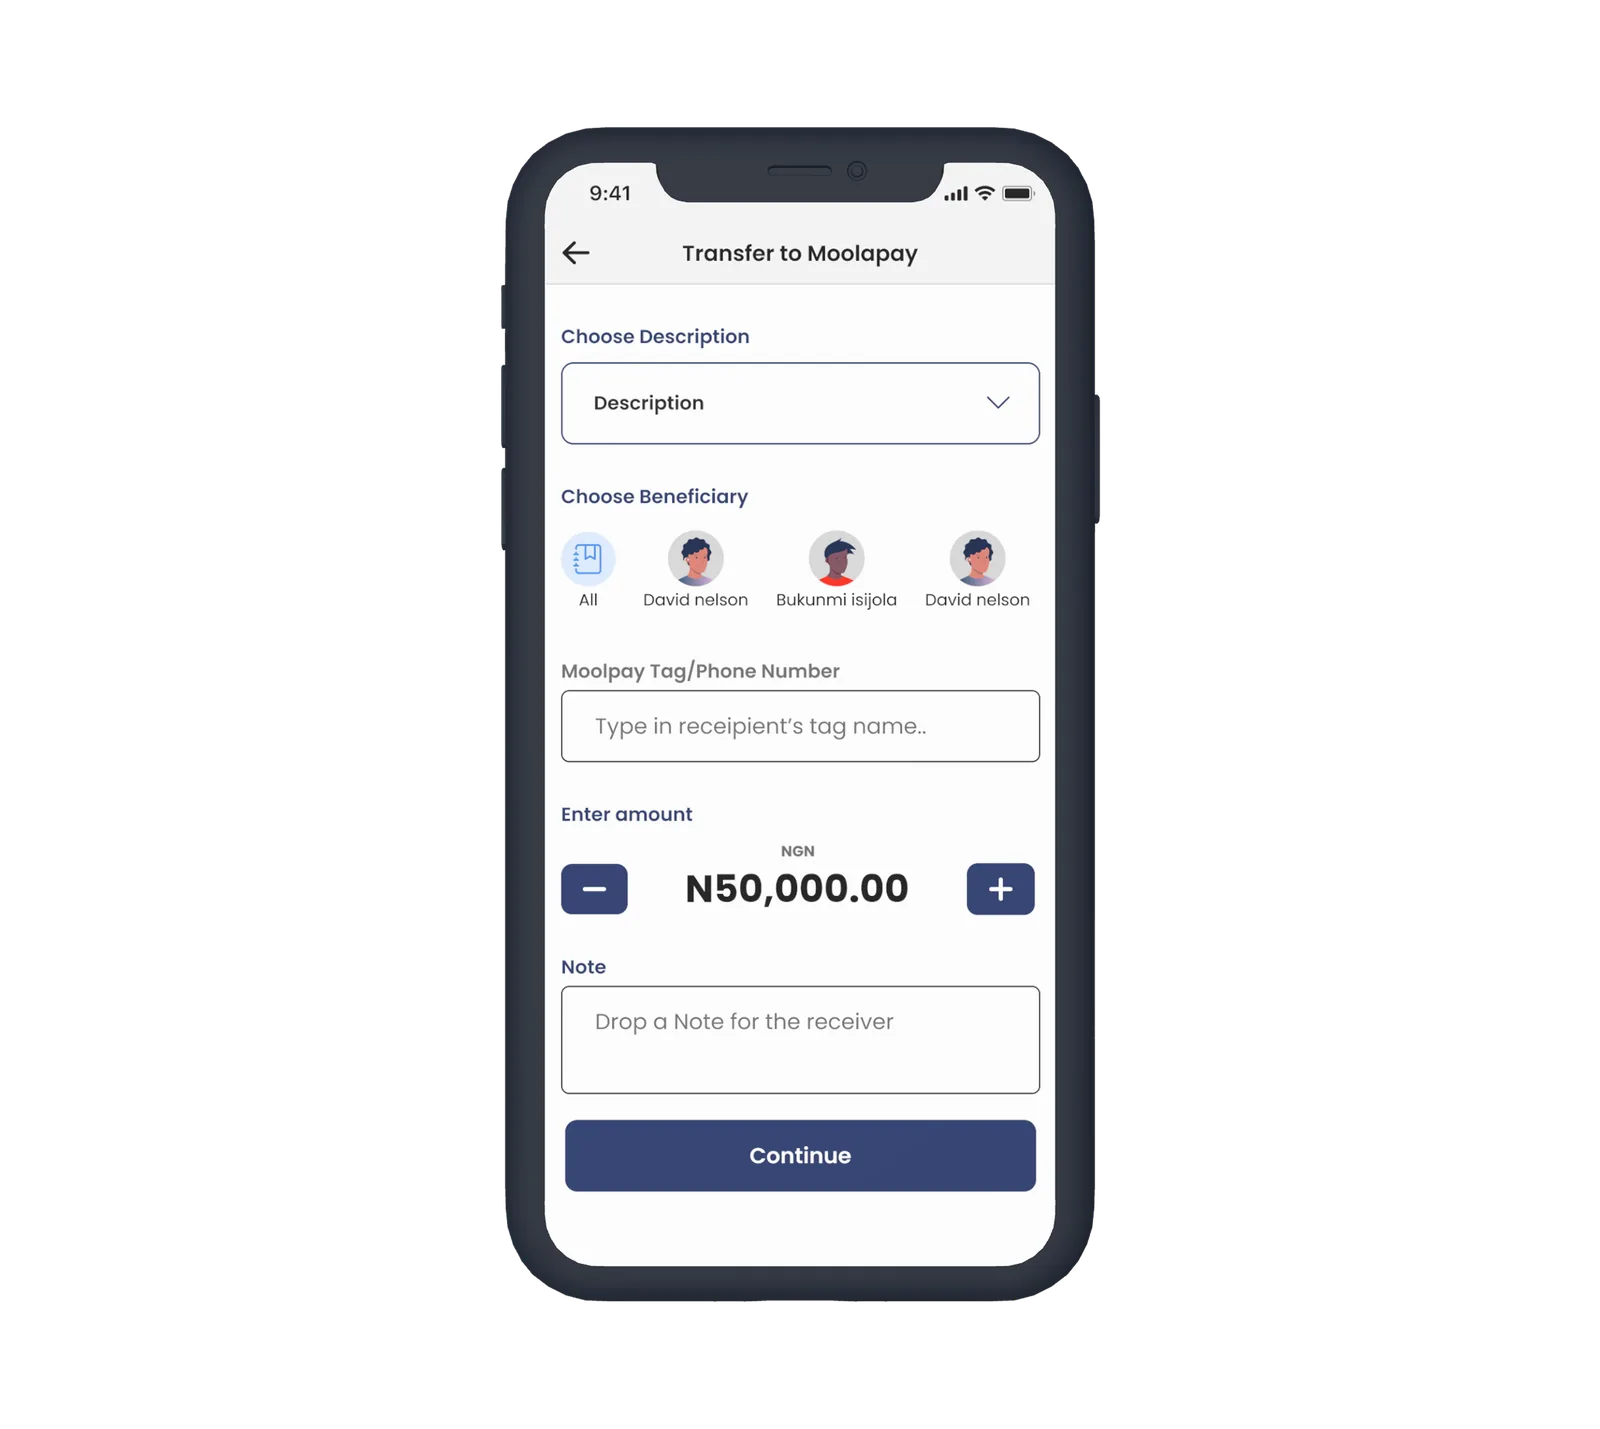 9:41
Transfer to Moolapay
Choose Description
Description
Choose Beneficiary
All
David nelson
Bukunmi isijola
David nelson
Moolpay Tag/Phone Number
Type in receipient’s tag name..
Enter amount
NGN
N50,000.00
Note
Drop a Note for the receiver
Continue